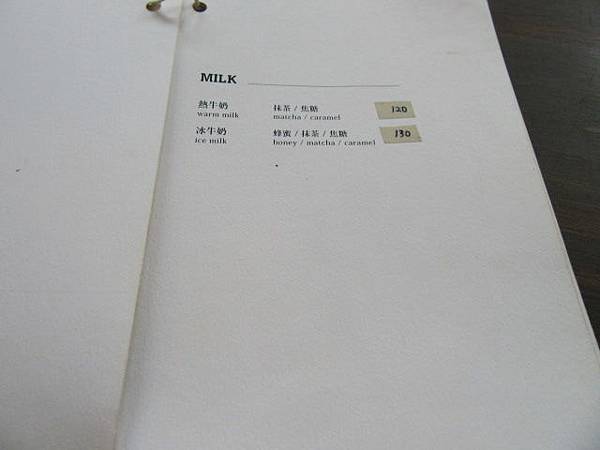 MILK
熱牛奶 抹茶 / 焦糖 120
warm milk matcha / caramel
冰牛奶 蜂蜜 / 抹茶 / 焦糖 130
ice milk honey / matcha / caramel